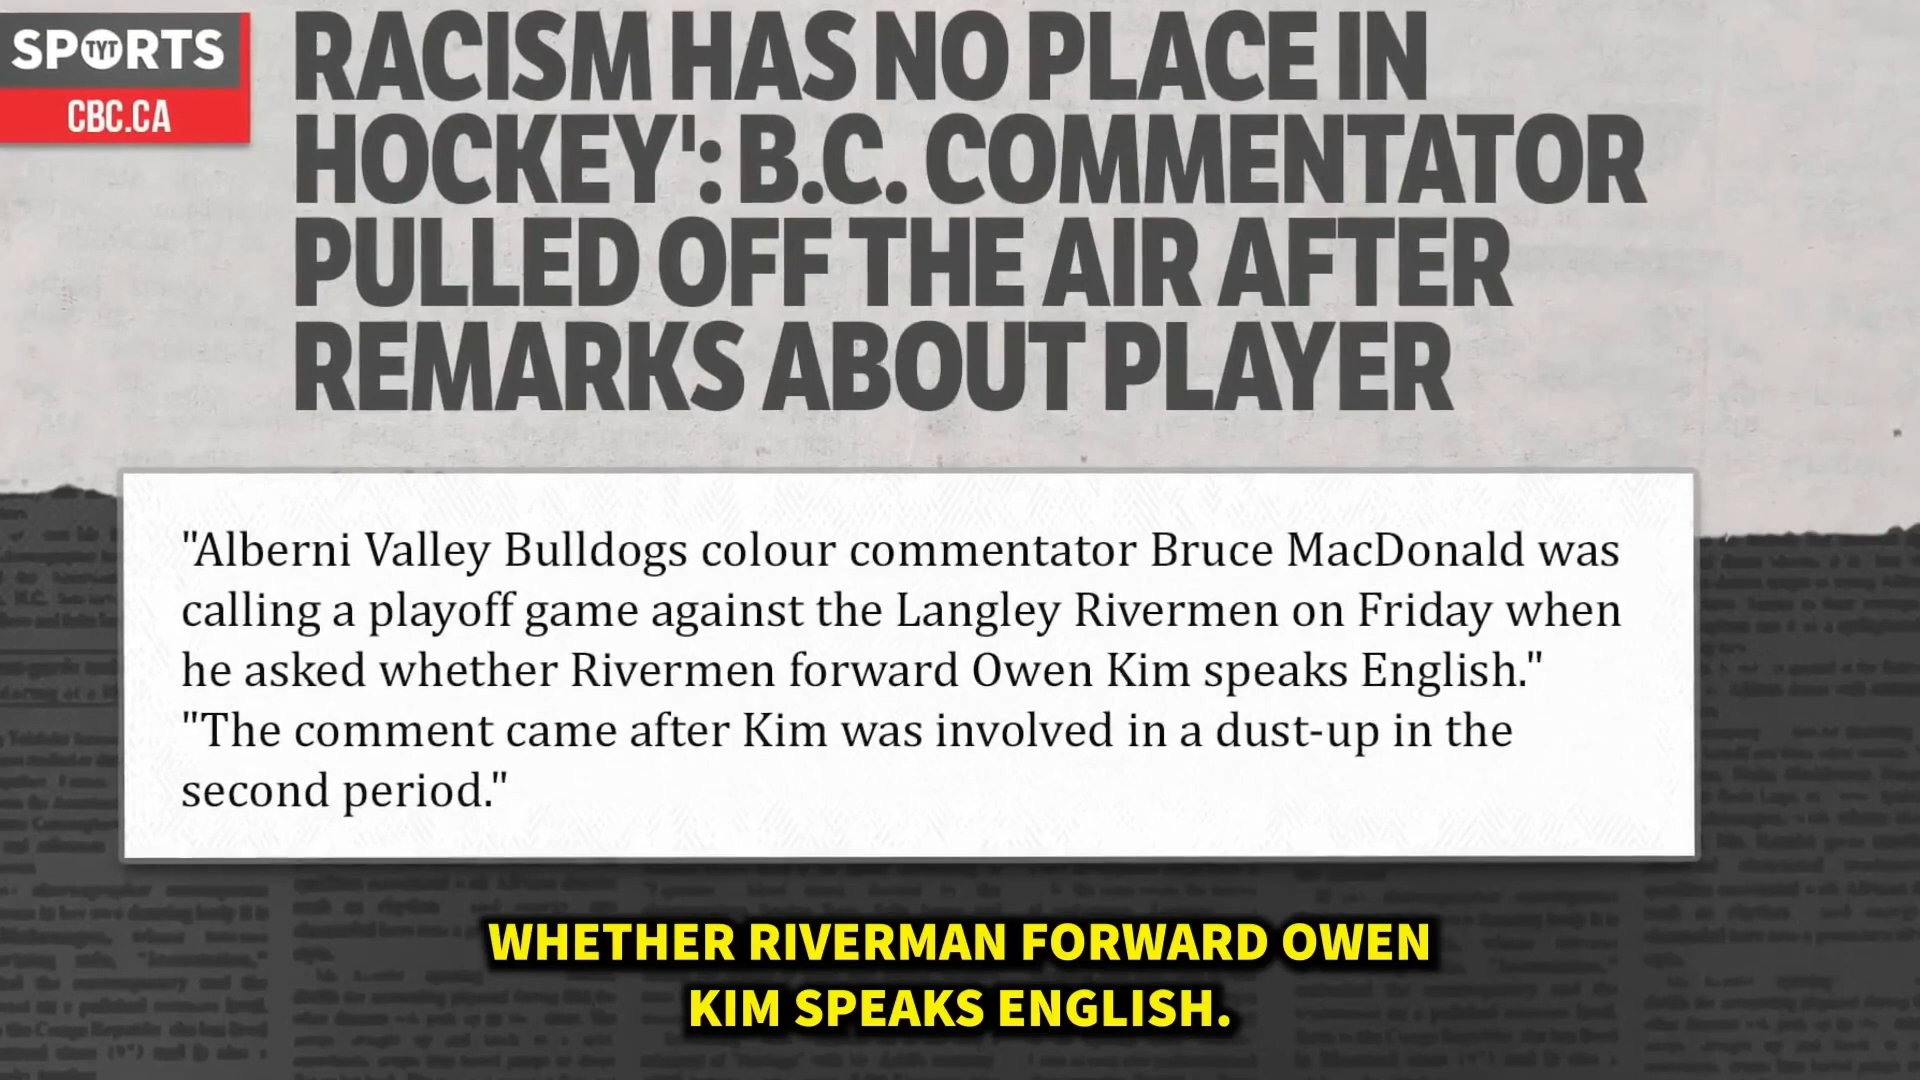 SPORTS
TYT
CBC.CA
RACISM HAS NO PLACE IN
HOCKEY': B.C. COMMENTATOR
PULLED OFF THE AIR AFTER
REMARKS ABOUT PLAYER
"Alberni Valley Bulldogs colour commentator Bruce MacDonald was
calling a playoff game against the Langley Rivermen on Friday when
he asked whether Rivermen forward Owen Kim speaks English."
"The comment came after Kim was involved in a dust-up in the
second period."
WHETHER RIVERMAN FORWARD OWEN
KIM SPEAKS ENGLISH.